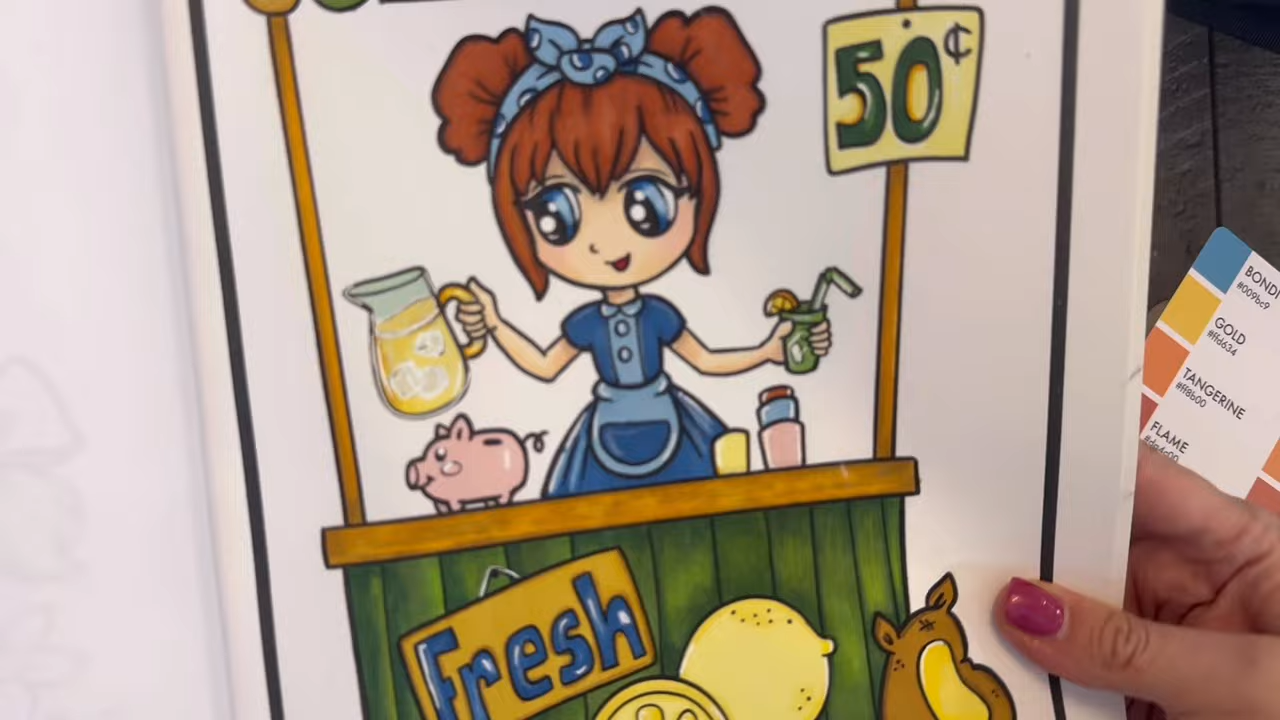 50¢
BONDI
#009bc9
GOLD
#ffd634
TANGERINE
#ff8b00
FLAME
Fresh